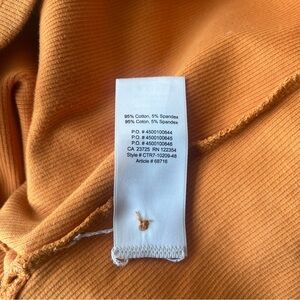 95% Cotton, 5% Spandex
95% Coton, 5% Spandex
P.O. # 4500100644
P.O. # 4500100645
P.O. # 4500100646
CA 23725 RN 122354
Style # CTR7-10209-48
Article # 68716